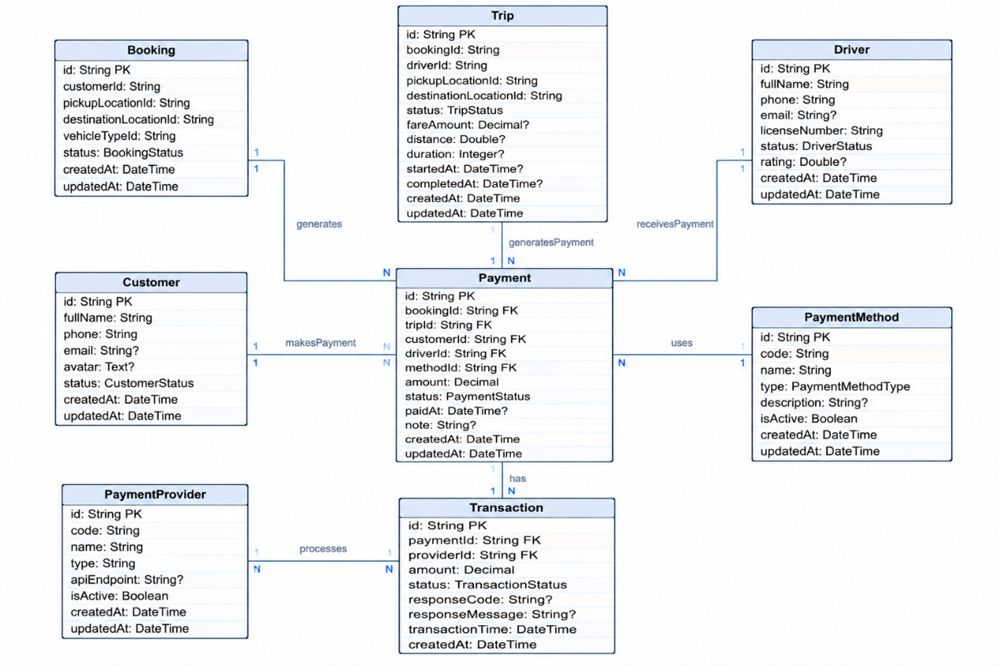 Trip
id: String PK
bookingId: String
driverId: String
pickupLocationId: String
destinationLocationId: String
status: TripStatus
fareAmount: Decimal?
distance: Double?
duration: Integer?
startedAt: DateTime?
completedAt: DateTime?
createdAt: DateTime
updatedAt: DateTime
Booking
id: String PK
customerId: String
pickupLocationId: String
destinationLocationId: String
vehicleTypeId: String
status: BookingStatus
createdAt: DateTime
updatedAt: DateTime
Driver
id: String PK
fullName: String
phone: String
email: String?
licenseNumber: String
status: DriverStatus
rating: Double?
createdAt: DateTime
updatedAt: DateTime
1
1
generates
N
1
generatesPayment
1 N
1
1
receivesPayment
N
Customer
id: String PK
fullName: String
phone: String
email: String?
avatar: Text?
status: CustomerStatus
createdAt: DateTime
updatedAt: DateTime
1 makesPayment N
1 N
Payment
id: String PK
bookingId: String FK
tripId: String FK
customerId: String FK
driverId: String FK
methodId: String FK
amount: Decimal
status: PaymentStatus
paidAt: DateTime?
note: String?
createdAt: DateTime
updatedAt: DateTime
uses 1
N 1
PaymentMethod
id: String PK
code: String
name: String
type: PaymentMethodType
description: String?
isActive: Boolean
createdAt: DateTime
updatedAt: DateTime
1
has
1 N
PaymentProvider
id: String PK
code: String
name: String
type: String
apiEndpoint: String?
isActive: Boolean
createdAt: DateTime
updatedAt: DateTime
1 processes 1
N N
Transaction
id: String PK
paymentId: String FK
providerId: String FK
amount: Decimal
status: TransactionStatus
responseCode: String?
responseMessage: String?
transactionTime: DateTime
createdAt: DateTime